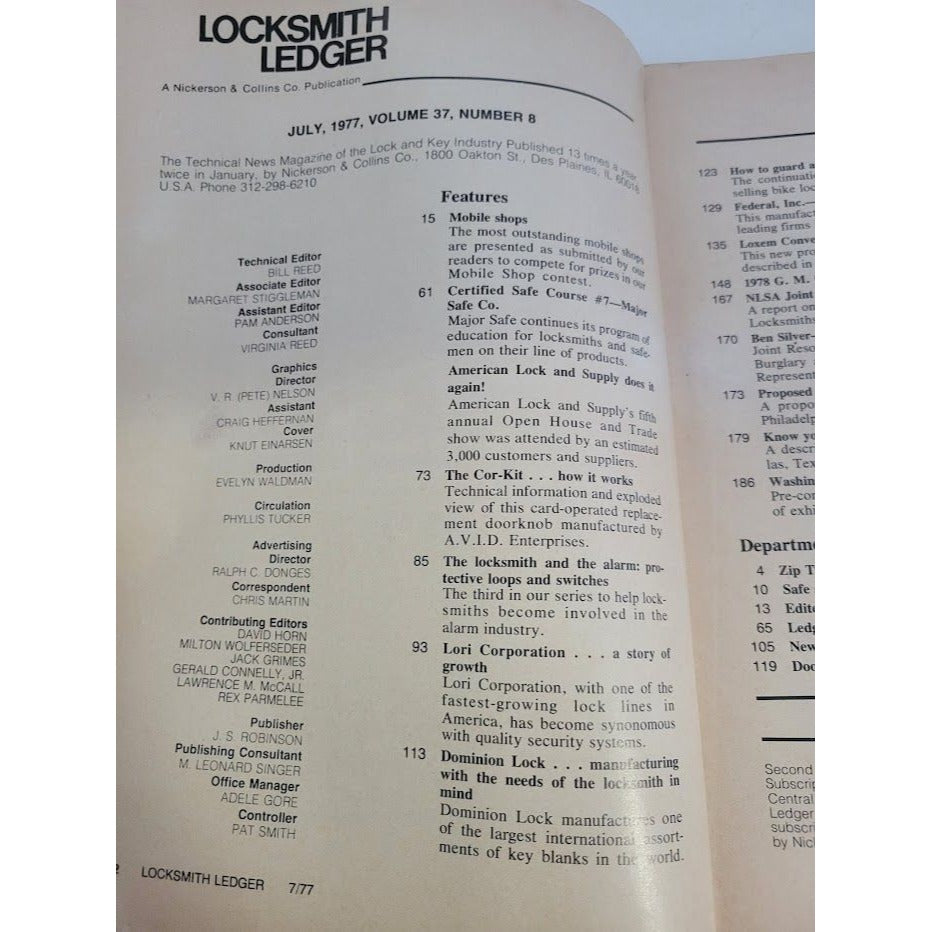 LOCKSMITH
LEDGER
A Nickerson & Collins Co. Publication
JULY, 1977, VOLUME 37, NUMBER 8
The Technical News Magazine of the Lock and Key Industry Published 13 times a year,
twice in January, by Nickerson & Collins Co., 1800 Oakton St., Des Plaines, IL 60018
U.S.A. Phone 312-298-6210
Technical Editor
BILL REED
Associate Editor
MARGARET STIGGLEMAN
Assistant Editor
PAM ANDERSON
Consultant
VIRGINIA REED
Graphics
Director
V. R. (PETE) NELSON
Assistant
CRAIG HEFFERNAN
Cover
KNUT EINARSEN
Production
EVELYN WALDMAN
Circulation
PHYLLIS TUCKER
Advertising
Director
RALPH C. DONGES
Correspondent
CHRIS MARTIN
Contributing Editors
DAVID HORN
MILTON WOLFERSEDER
JACK GRIMES
GERALD CONNELLY, JR.
LAWRENCE M. McCALL
REX PARMELEE
Publisher
J. S. ROBINSON
Publishing Consultant
M. LEONARD SINGER
Office Manager
ADELE GORE
Controller
PAT SMITH
2 LOCKSMITH LEDGER 7/77
Features
15 Mobile shops
The most outstanding mobile shops
are presented as submitted by our
readers to compete for prizes in our
Mobile Shop contest.
61 Certified Safe Course #7—Major
Safe Co.
Major Safe continues its program of
education for locksmiths and safe-
men on their line of products.
American Lock and Supply does it
again!
American Lock and Supply's fifth
annual Open House and Trade
show was attended by an estimated
3,000 customers and suppliers.
73 The Cor-Kit . . . how it works
Technical information and exploded
view of this card-operated replace-
ment doorknob manufactured by
A.V.I.D. Enterprises.
85 The locksmith and the alarm: pro-
tective loops and switches
The third in our series to help lock-
smiths become involved in the
alarm industry.
93 Lori Corporation . . . a story of
growth
Lori Corporation, with one of the
fastest-growing lock lines in
America, has become synonomous
with quality security systems.
113 Dominion Lock . . . manufacturing
with the needs of the locksmith in
mind
Dominion Lock manufactures one
of the largest international assort-
ments of key blanks in the world.
123 How to guard a
The continuati
selling bike loc
129 Federal, Inc.—
This manufact
leading firms
135 Loxem Conve
This new pro
described in
148 1978 G. M.
167 NLSA Joint
A report on
Locksmiths
170 Ben Silver-
Joint Reso
Burglary
Represent
173 Proposed
A propo
Philadelp
179 Know yo
A descri
las, Tex
186 Washin
Pre-con
of exhi
Departme
4 Zip T
10 Safe
13 Edito
65 Ledg
105 New
119 Doo
Second
Subscrip
Central
Ledger
subscri
by Nick